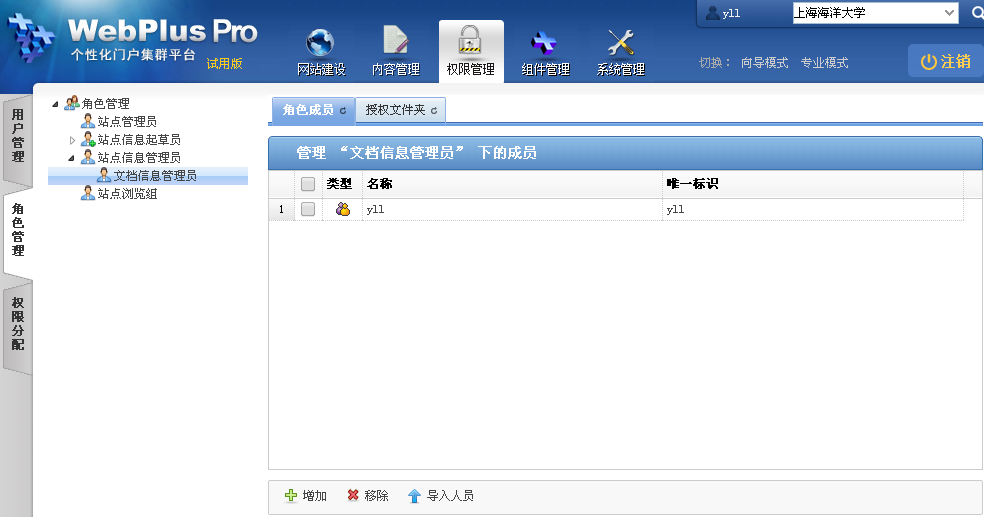 WebPlus Pro
个性化门户集群平台 试用版
网站建设 内容管理 权限管理 组件管理 系统管理
yll 上海海洋大学
切换： 向导模式 专业模式 注销
用户管理
角色管理
权限分配
角色管理
站点管理员
站点信息起草员
站点信息管理员
文档信息管理员
站点浏览组
角色成员 授权文件夹
管理 “文档信息管理员” 下的成员
类型 名称 唯一标识
1 yll yll
增加 移除 导入人员